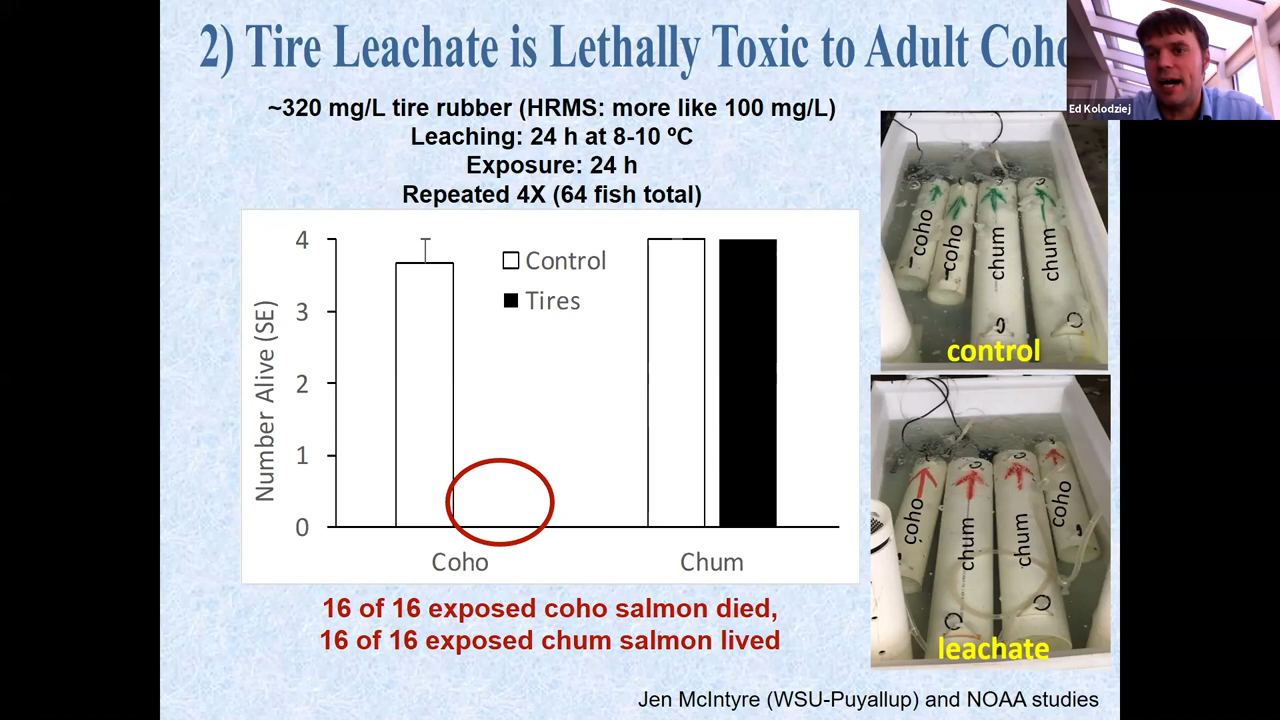 2) Tire Leachate is Lethally Toxic to Adult Coho
Ed Kolodziej
~320 mg/L tire rubber (HRMS: more like 100 mg/L)
Leaching: 24 h at 8-10 ºC
Exposure: 24 h
Repeated 4X (64 fish total)
Number Alive (SE)
4
3
2
1
0
Control
Tires
Coho
Chum
coho
coho
chum
chum
control
coho
chum
chum
coho
leachate
16 of 16 exposed coho salmon died,
16 of 16 exposed chum salmon lived
Jen McIntyre (WSU-Puyallup) and NOAA studies